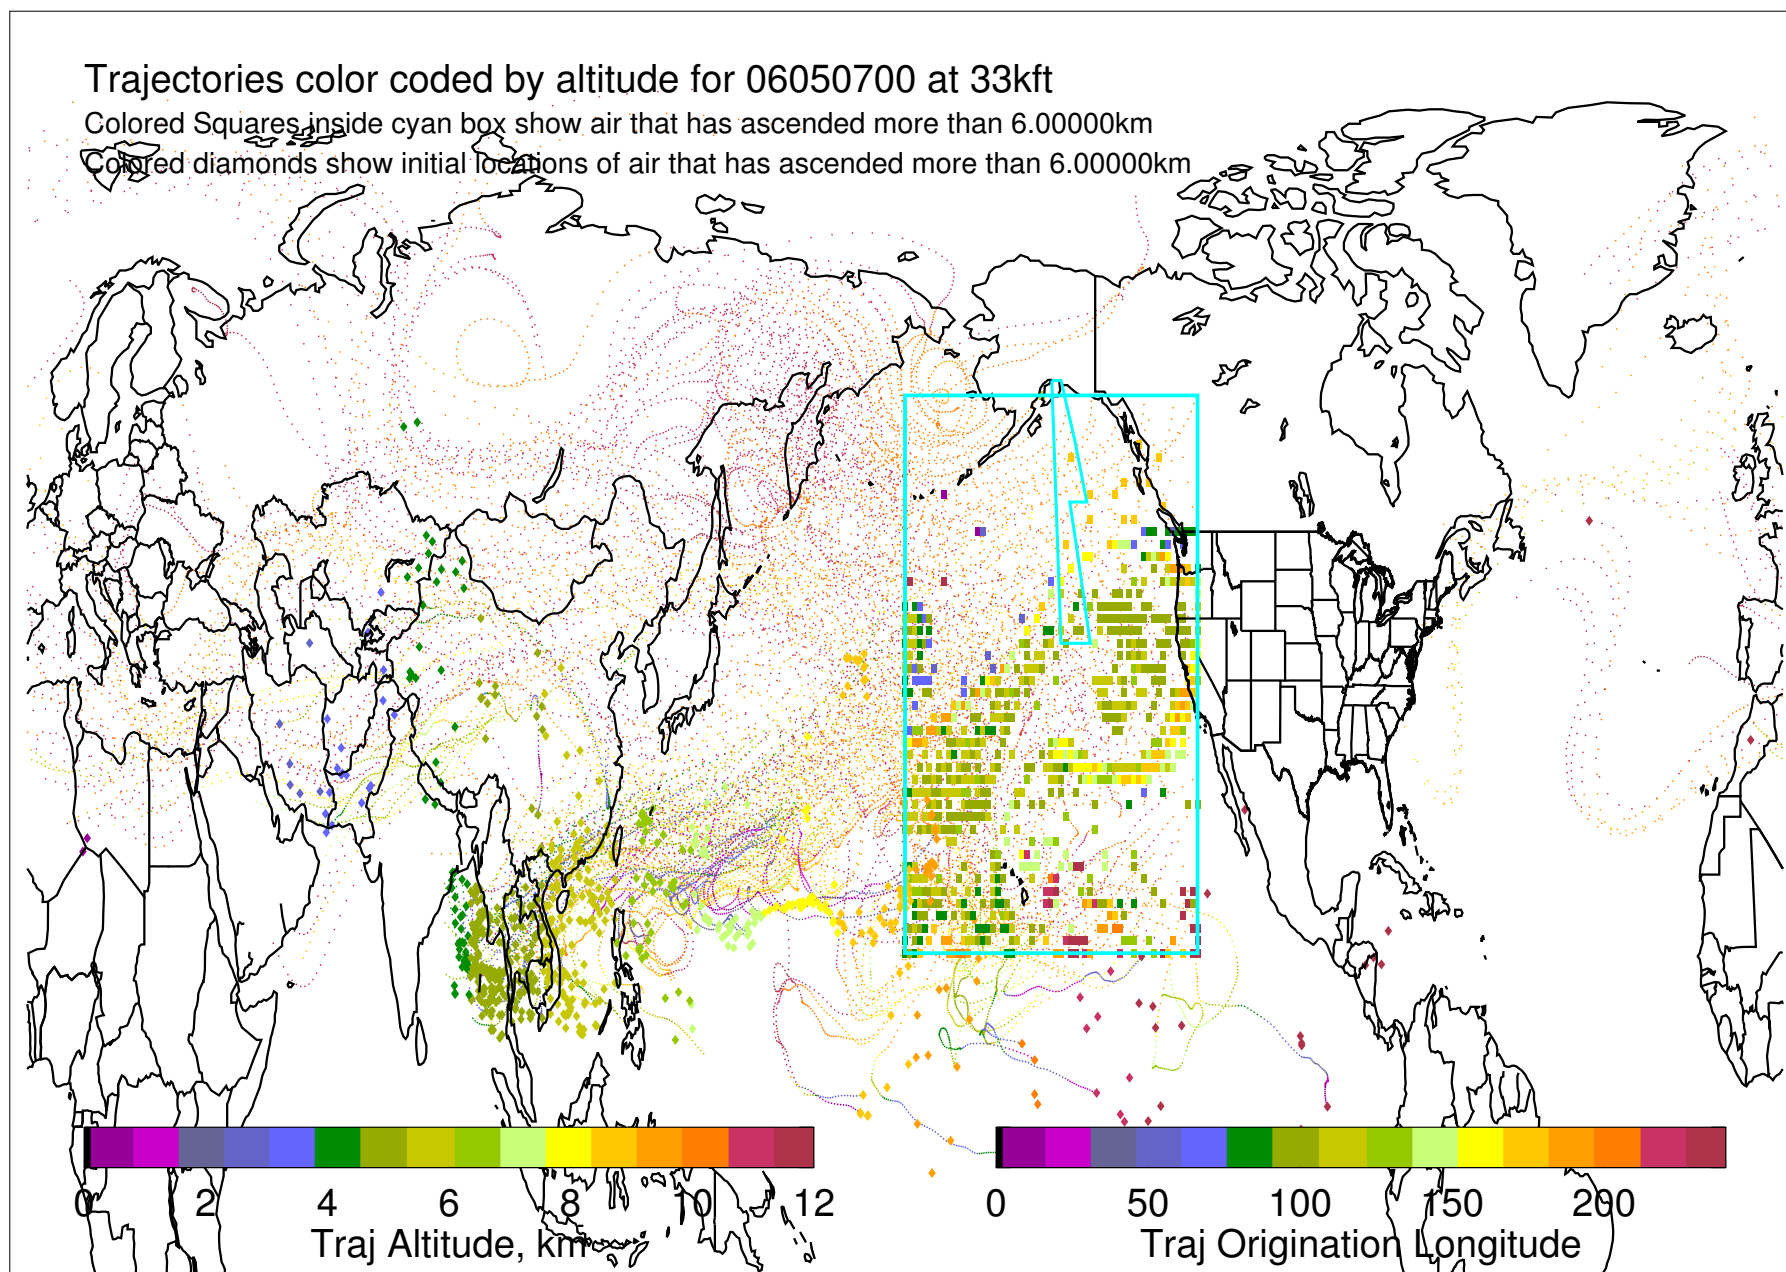 Trajectories color coded by altitude for 06050700 at 33kft
Colored Squares inside cyan box show air that has ascended more than 6.00000km
Colored diamonds show initial locations of air that has ascended more than 6.00000km
0 2 4 6 8 10 12
Traj Altitude, km
0 50 100 150 200
Traj Origination Longitude